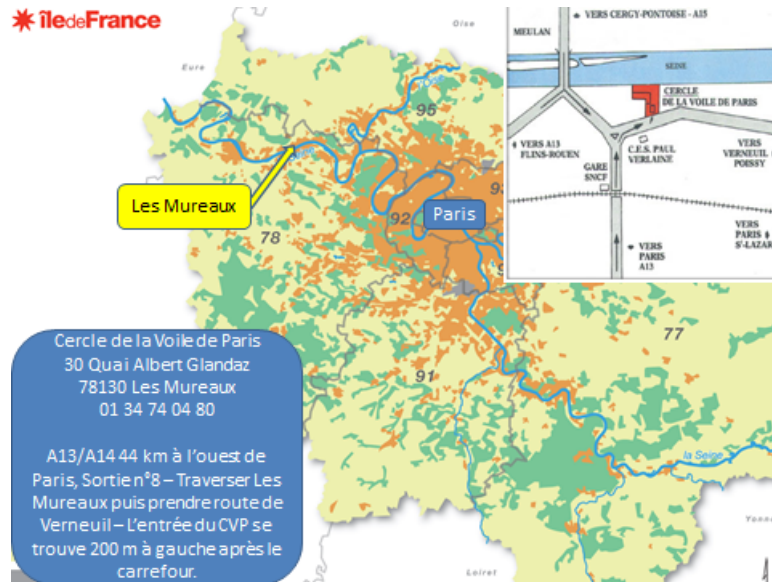 îledeFrance
Oise
Eure
l'Oise
95
Les Mureaux
Paris
92
78
91
77
la Seine
Yonne
Loiret
VERS CERGY-PONTOISE - A15
MEULAN
SEINE
CERCLE
DE LA VOILE DE PARIS
VERS A13
FLINS-ROUEN
C.E.S. PAUL
VERLAINE
GARE
SNCF
VERS
VERNEUIL
POISSY
VERS
PARIS
A13
VERS
PARIS
St-LAZAR
Cercle de la Voile de Paris
30 Quai Albert Glandaz
78130 Les Mureaux
01 34 74 04 80
A13/A14 44 km à l’ouest de
Paris, Sortie n°8 – Traverser Les
Mureaux puis prendre route de
Verneuil – L’entrée du CVP se
trouve 200 m à gauche après le
carrefour.